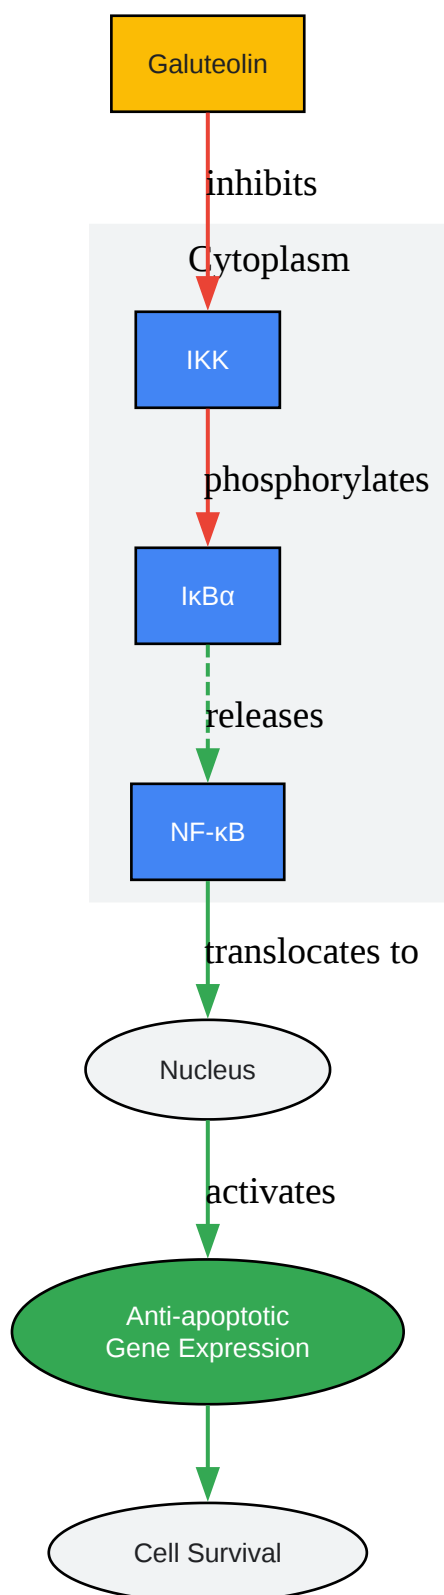 Galuteolin
inhibits
Cytoplasm
IKK
phosphorylates
IκBα
releases
NF-κB
translocates to
Nucleus
activates
Anti-apoptotic
Gene Expression
Cell Survival